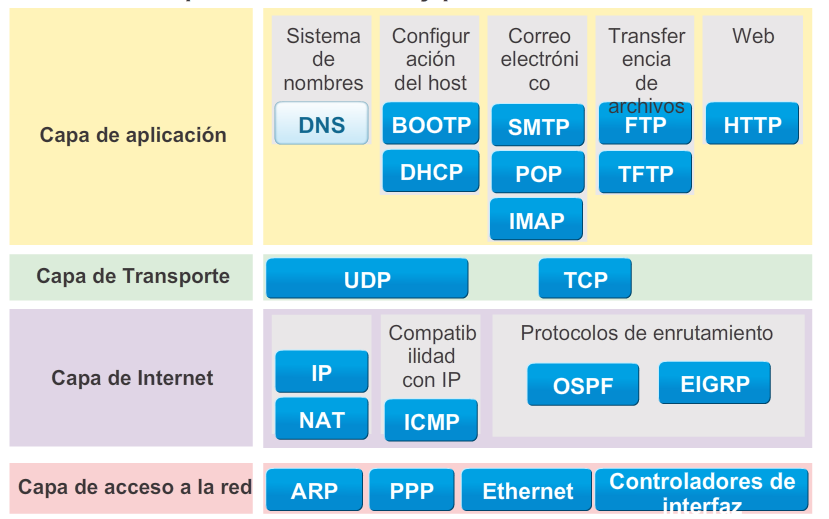 Capa de aplicación
Sistema
de
nombres
DNS
Configur
ación
del host
BOOTP
DHCP
Correo
electróni
co
SMTP
POP
IMAP
Transfer
encia
de
archivos
FTP
TFTP
Web
HTTP
Capa de Transporte
UDP
TCP
Capa de Internet
IP
NAT
Compatib
ilidad
con IP
ICMP
Protocolos de enrutamiento
OSPF
EIGRP
Capa de acceso a la red
ARP
PPP
Ethernet
Controladores de
interfaz